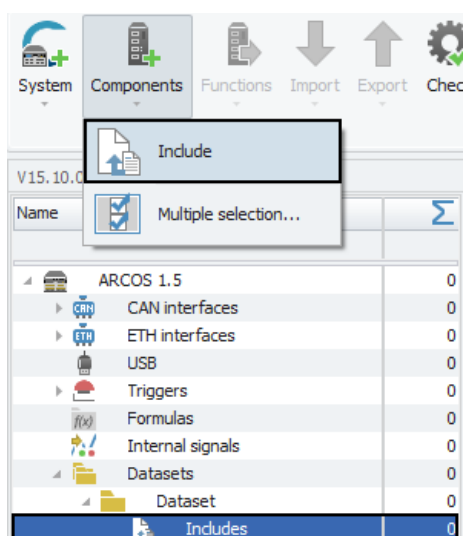 System Components Functions Import Export Chec
Include
V15.10.0
Name Multiple selection... Σ
ARCOS 1.5 0
CAN CAN interfaces 0
ETH ETH interfaces 0
USB 0
Triggers 0
f(x) Formulas 0
Internal signals 0
Datasets 0
Dataset 0
Includes 0